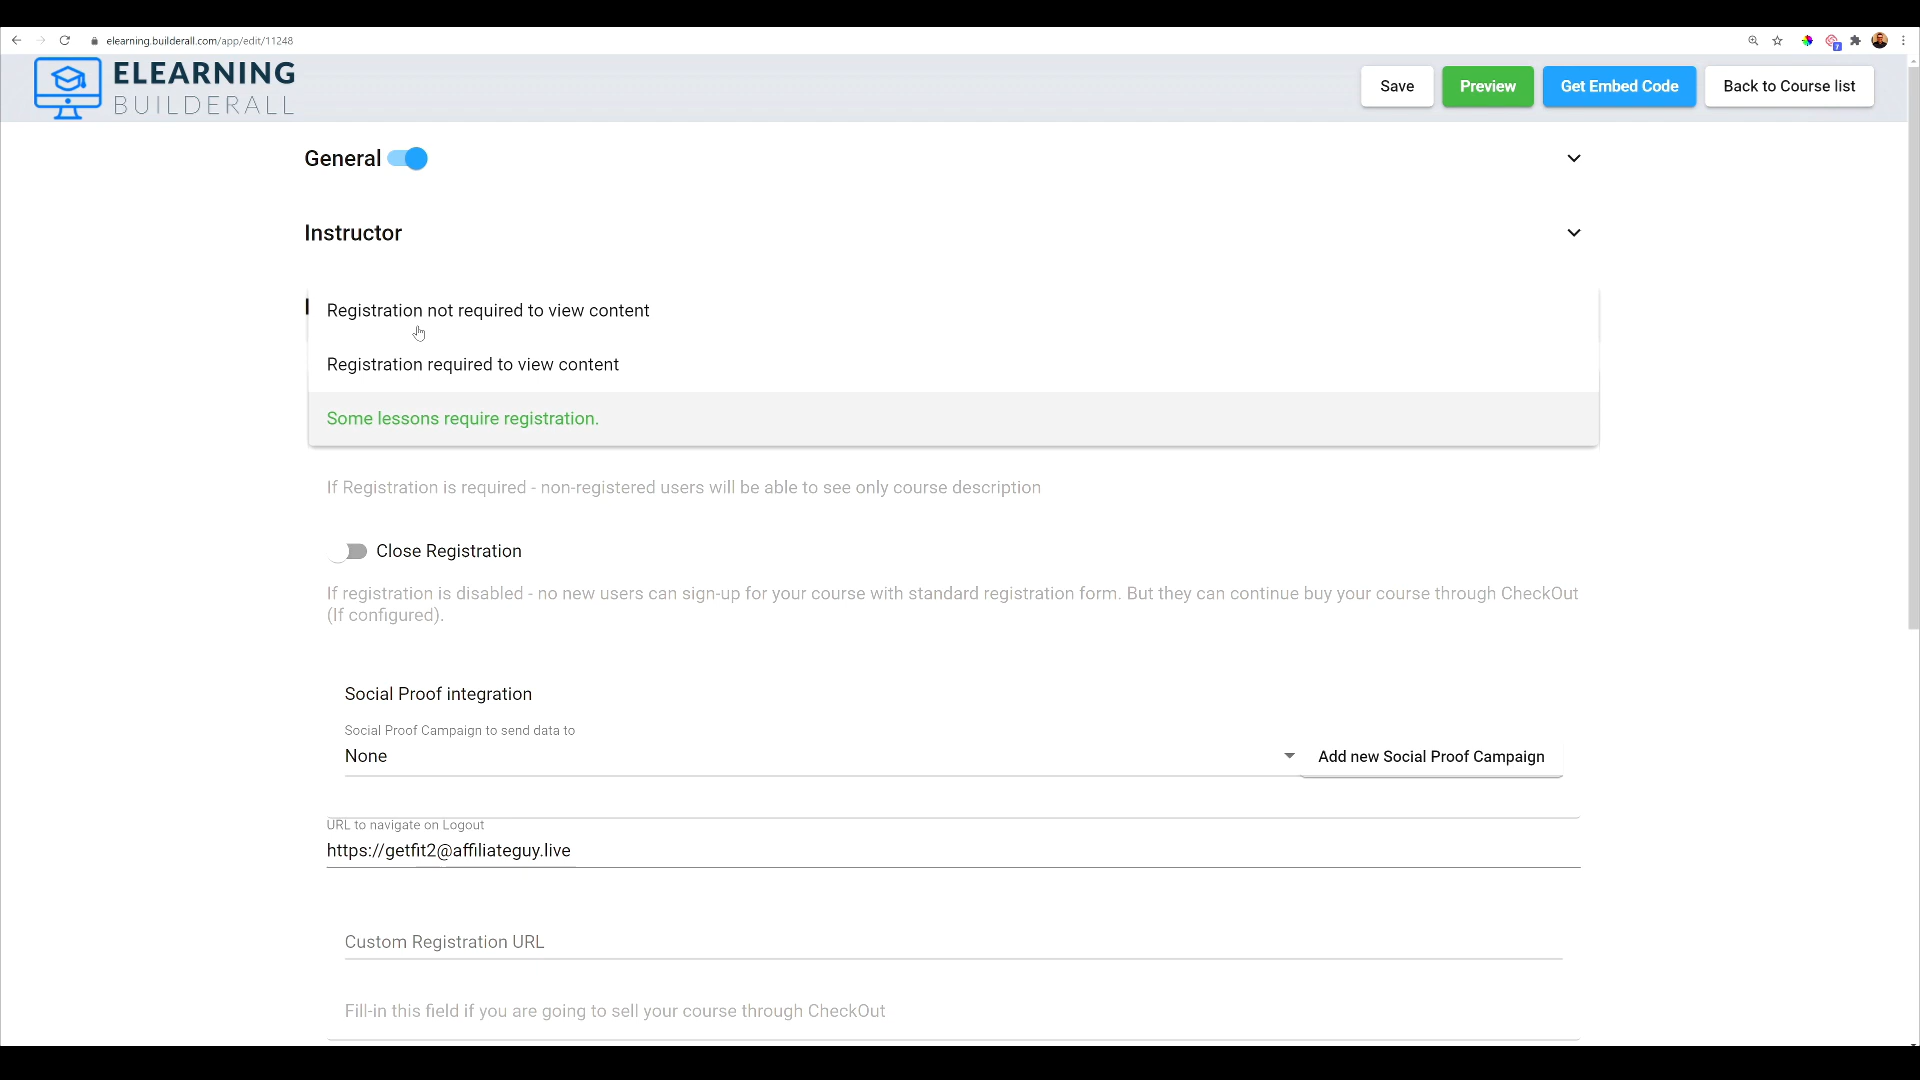 elearning.builderall.com/app/edit/11248
7
ELEARNING
BUILDERALL
Save
Preview
Get Embed Code
Back to Course list
General
Instructor
Registration not required to view content
Registration required to view content
Some lessons require registration.
If Registration is required - non-registered users will be able to see only course description
Close Registration
If registration is disabled - no new users can sign-up for your course with standard registration form. But they can continue buy your course through CheckOut
(If configured).
Social Proof integration
Social Proof Campaign to send data to
None
Add new Social Proof Campaign
URL to navigate on Logout
https://getfit2@affiliateguy.live
Custom Registration URL
Fill-in this field if you are going to sell your course through CheckOut